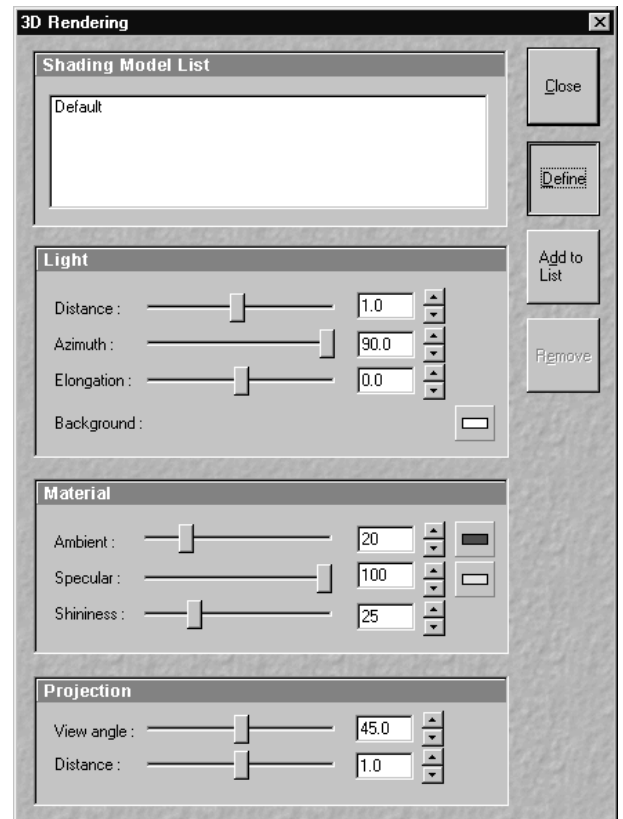 3D Rendering
Shading Model List
Default
Close
Define
Add to
List
Remove
Light
Distance : 1.0
Azimuth : 90.0
Elongation : 0.0
Background :
Material
Ambient : 20
Specular : 100
Shininess : 25
Projection
View angle : 45.0
Distance : 1.0